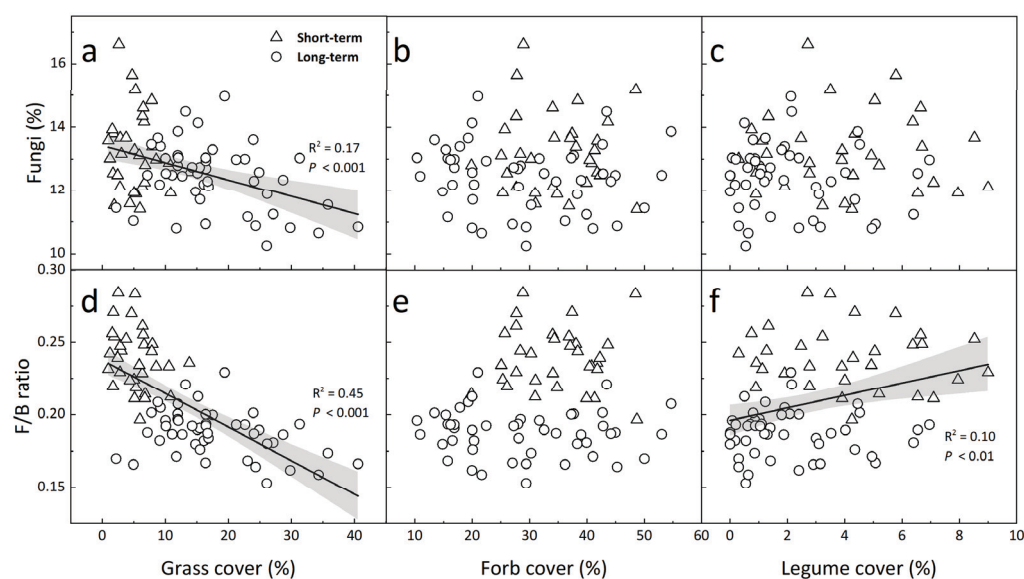 a
Short-term
Long-term
b
c
16
14
12
10
Fungi (%)
R² = 0.17
P < 0.001
0.30
0.25
0.20
0.15
F/B ratio
d
R² = 0.45
P < 0.001
e
f
R² = 0.10
P < 0.01
0 10 20 30 40
10 20 30 40 50 60
0 2 4 6 8 10
Grass cover (%)
Forb cover (%)
Legume cover (%)